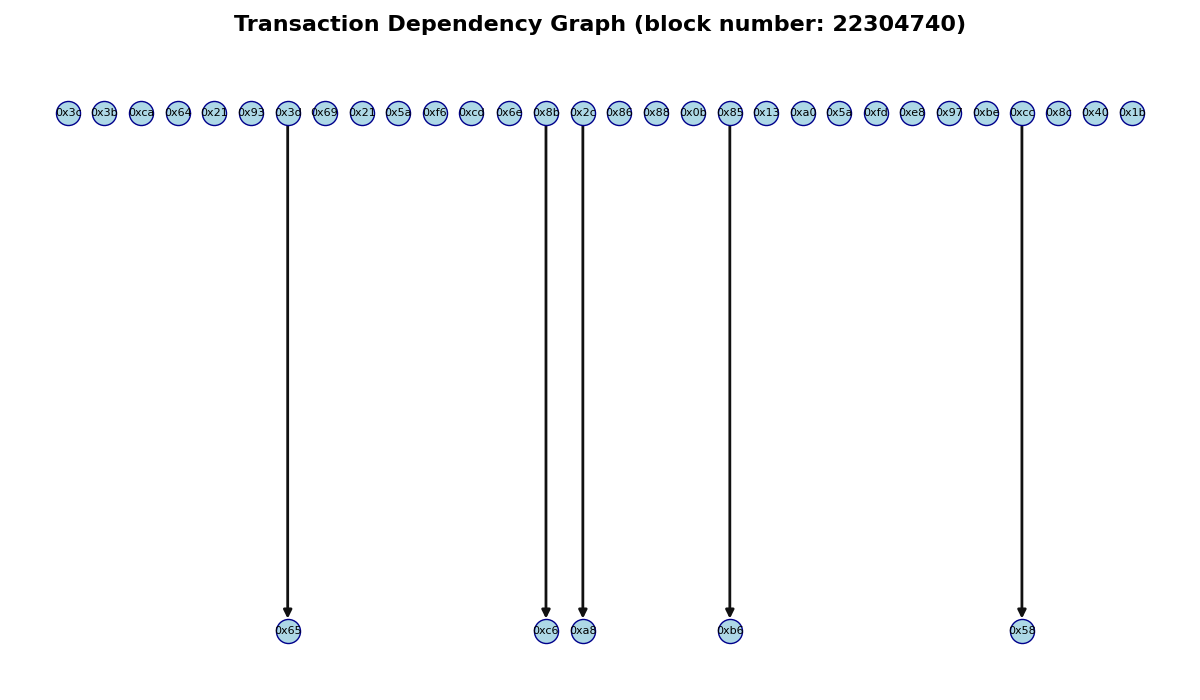 Transaction Dependency Graph (block number: 22304740)
0x3c 0x3b 0xca 0x64 0x21 0x93 0x3d 0x69 0x21 0x5a 0xf6 0xcd 0x6e 0x8b 0x2c 0x86 0x88 0x0b 0x85 0x13 0xa0 0x5a 0xfd 0xe8 0x97 0xbe 0xcc 0x8c 0x40 0x1b
0x65 0xc6 0xa8 0xb6 0x58